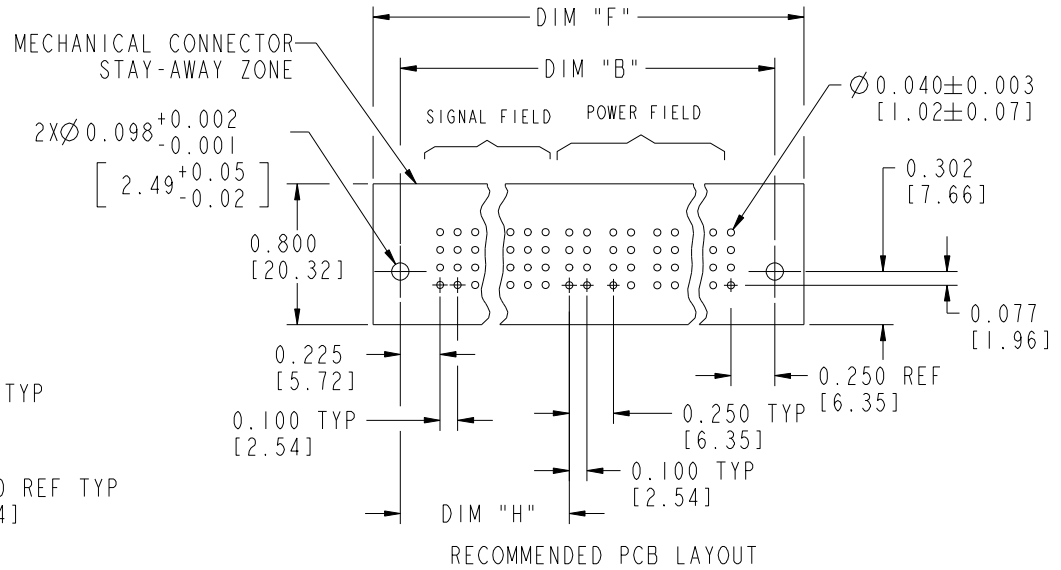 DIM "F"
MECHANICAL CONNECTOR
STAY-AWAY ZONE
DIM "B"
Ø0.040±0.003
[1.02±0.07]
SIGNAL FIELD
POWER FIELD
2XØ0.098 +0.002
-0.001
[2.49 +0.05
-0.02]
0.302
[7.66]
0.800
[20.32]
0.077
[1.96]
0.225
[5.72]
0.250 REF
[6.35]
TYP
0.100 TYP
[2.54]
0.250 TYP
[6.35]
0.100 TYP
[2.54]
0 REF TYP
4]
DIM "H"
RECOMMENDED PCB LAYOUT